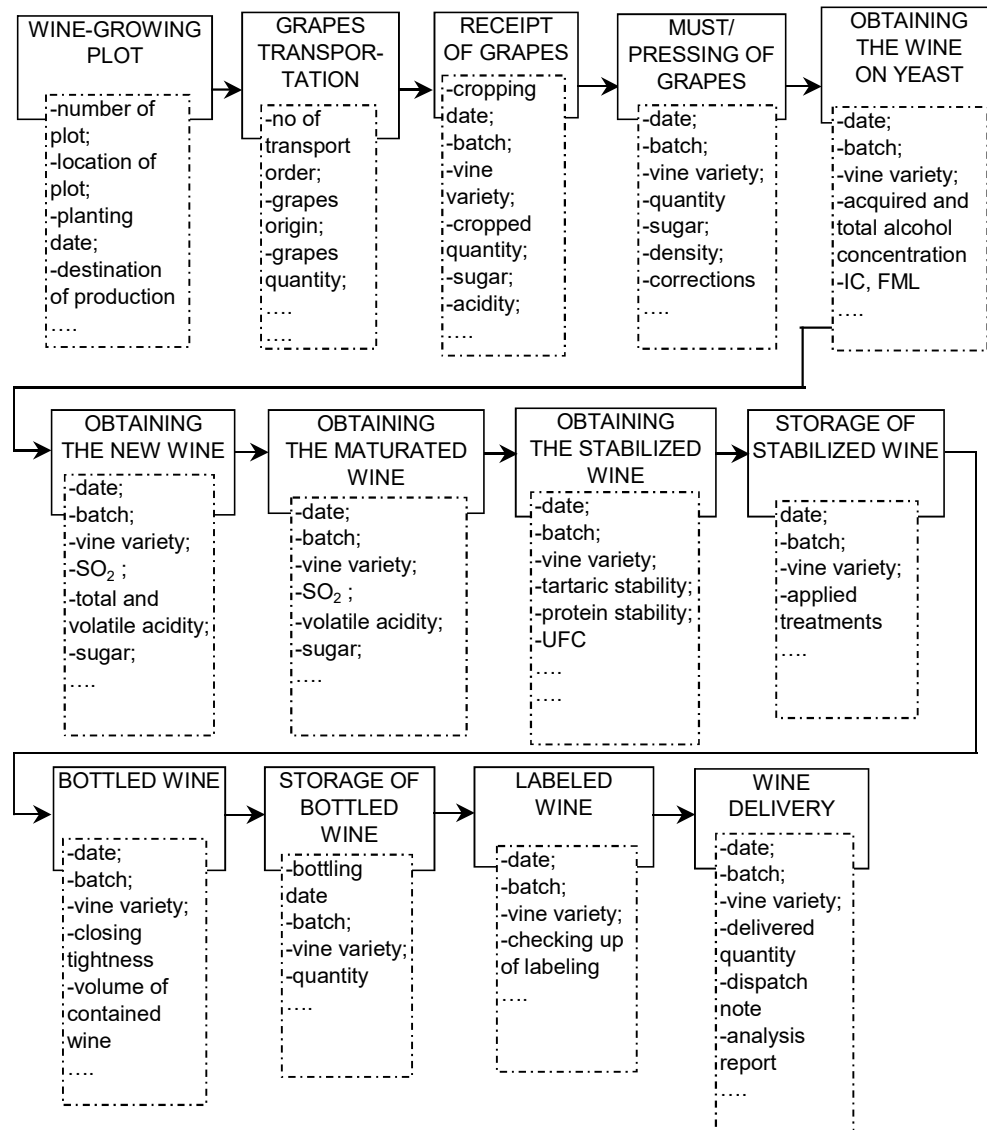 WINE-GROWING
PLOT
-number of
plot;
-location of
plot;
-planting
date;
-destination
of production
....
GRAPES
TRANSPOR-
TATION
-no of
transport
order;
-grapes
origin;
-grapes
quantity;
....
....
RECEIPT
OF GRAPES
-cropping
date;
-batch;
-vine
variety;
-cropped
quantity;
-sugar;
-acidity;
....
MUST/
PRESSING OF
GRAPES
-date;
-batch;
-vine variety;
-quantity
-sugar;
-density;
-corrections
....
OBTAINING
THE WINE
ON YEAST
-date;
-batch;
-vine variety;
-acquired and
total alcohol
concentration
-IC, FML
....
OBTAINING
THE NEW WINE
-date;
-batch;
-vine variety;
-SO₂ ;
-total and
volatile acidity;
-sugar;
....
OBTAINING
THE MATURATED
WINE
-date;
-batch;
-vine variety;
-SO₂ ;
-volatile acidity;
-sugar;
....
OBTAINING
THE STABILIZED
WINE
-date;
-batch;
-vine variety;
-tartaric stability;
-protein stability;
-UFC
....
....
STORAGE OF
STABILIZED WINE
date;
-batch;
-vine variety;
-applied
treatments
....
BOTTLED WINE
-date;
-batch;
-vine variety;
-closing
tightness
-volume of
contained
wine
....
STORAGE OF
BOTTLED
WINE
-bottling
date
-batch;
-vine variety;
-quantity
....
LABELED
WINE
-date;
-batch;
-vine variety;
-checking up
of labeling
....
WINE
DELIVERY
-date;
-batch;
-vine variety;
-delivered
quantity
-dispatch
note
-analysis
report
....